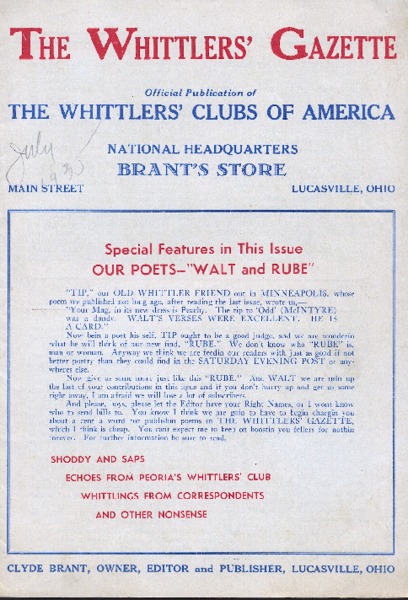 THE WHITTLERS' GAZETTE
Official Publication of
THE WHITTLERS' CLUBS OF AMERICA
NATIONAL HEADQUARTERS
BRANT'S STORE
July
MAIN STREET
LUCASVILLE, OHIO
Special Features in This Issue
OUR POETS—"WALT and RUBE"
"TIP," our OLD WHITTLER FRIEND out in MINNEAPOLIS, whose
poem we published not long ago, after reading the last issue, wrote us,—
"Your Mag, in its new dress is Peachy. The rip to 'Odd' (McINTYRE)
was a dandy. WALT'S VERSES WERE EXCELLENT. HE IS
A CARD."
Now bein a poet his self, TIP ought to be a good judge, and we are wonderin
what he will think of our new find, "RUBE." We don't know who "RUBE" is,
man or woman. Anyway we think we are feedin our readers with just as good if not
better poetry than they could find in the SATURDAY EVENING POST or any-
wheres else.
Now give us some more just like this "RUBE." And WALT we are usin up
the last of your contributions in this issue and if you don't hurry up and get us some
right away, I am afraid we will lose a lot of subscribers.
And please, boys, please let the Editor have your Right Names, or I wont know
who to send bills to. You know I think we are goin to have to begin chargin you
about a cent a word for publishin poems in THE WHITTLERS' GAZETTE,
which I think is cheap. You cant expect me to keep on boostin you fellers for nothin
forever. For further information be sure to read.
SHODDY AND SAPS
ECHOES FROM PEORIA'S WHITTLERS' CLUB
WHITTLINGS FROM CORRESPONDENTS
AND OTHER NONSENSE
CLYDE BRANT, OWNER, EDITOR and PUBLISHER, LUCASVILLE, OHIO